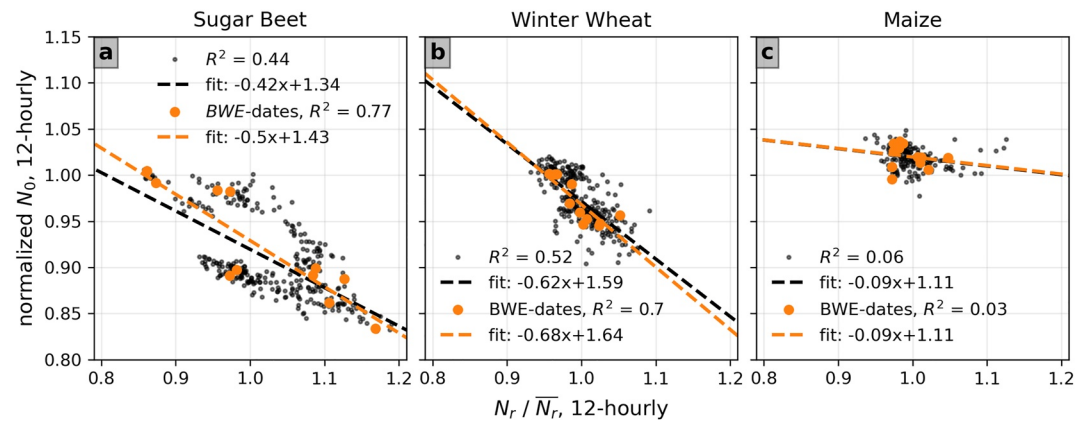 Sugar Beet
Winter Wheat
Maize
a
R² = 0.44
fit: -0.42x+1.34
BWE-dates, R² = 0.77
fit: -0.5x+1.43
b
R² = 0.52
fit: -0.62x+1.59
BWE-dates, R² = 0.7
fit: -0.68x+1.64
c
R² = 0.06
fit: -0.09x+1.11
BWE-dates, R² = 0.03
fit: -0.09x+1.11
normalized N₀, 12-hourly
1.15
1.10
1.05
1.00
0.95
0.90
0.85
0.80
0.8 0.9 1.0 1.1 1.2
0.8 0.9 1.0 1.1 1.2
0.8 0.9 1.0 1.1 1.2
Nᵣ / N̅ᵣ, 12-hourly